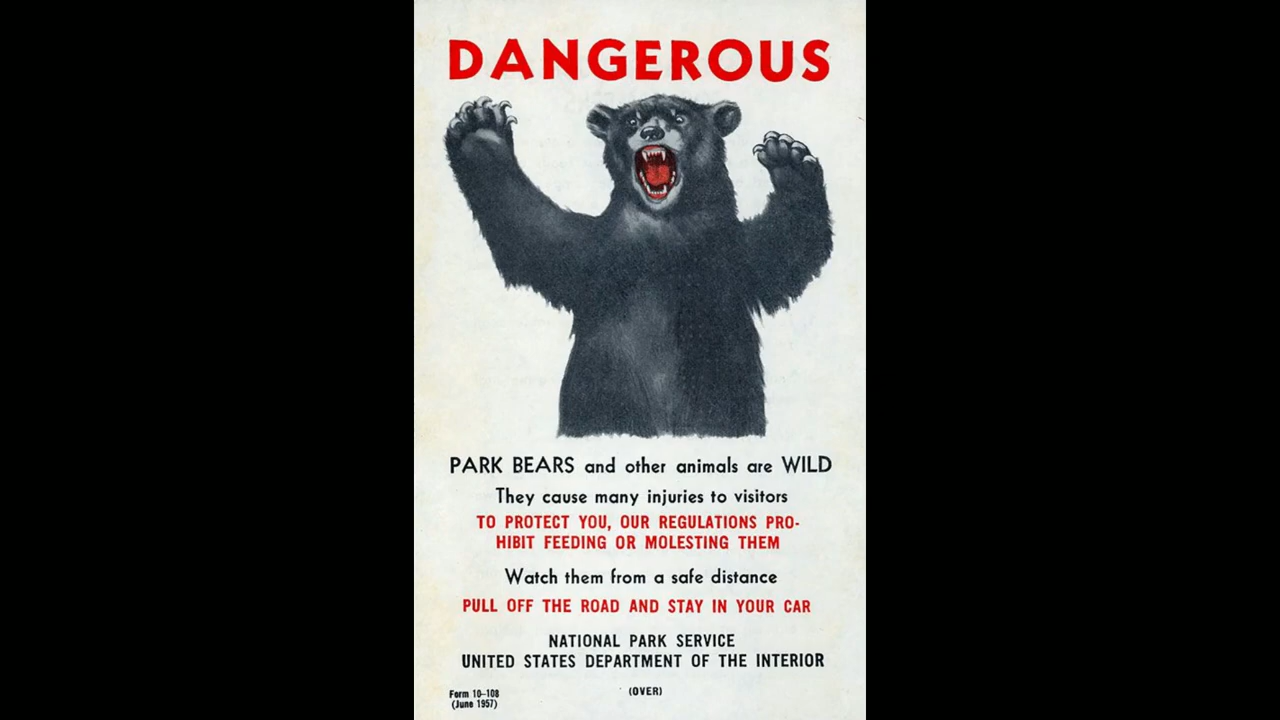 DANGEROUS
PARK BEARS and other animals are WILD
They cause many injuries to visitors
TO PROTECT YOU, OUR REGULATIONS PRO-
HIBIT FEEDING OR MOLESTING THEM
Watch them from a safe distance
PULL OFF THE ROAD AND STAY IN YOUR CAR
NATIONAL PARK SERVICE
UNITED STATES DEPARTMENT OF THE INTERIOR
(OVER)
Form 10-108
(June 1957)